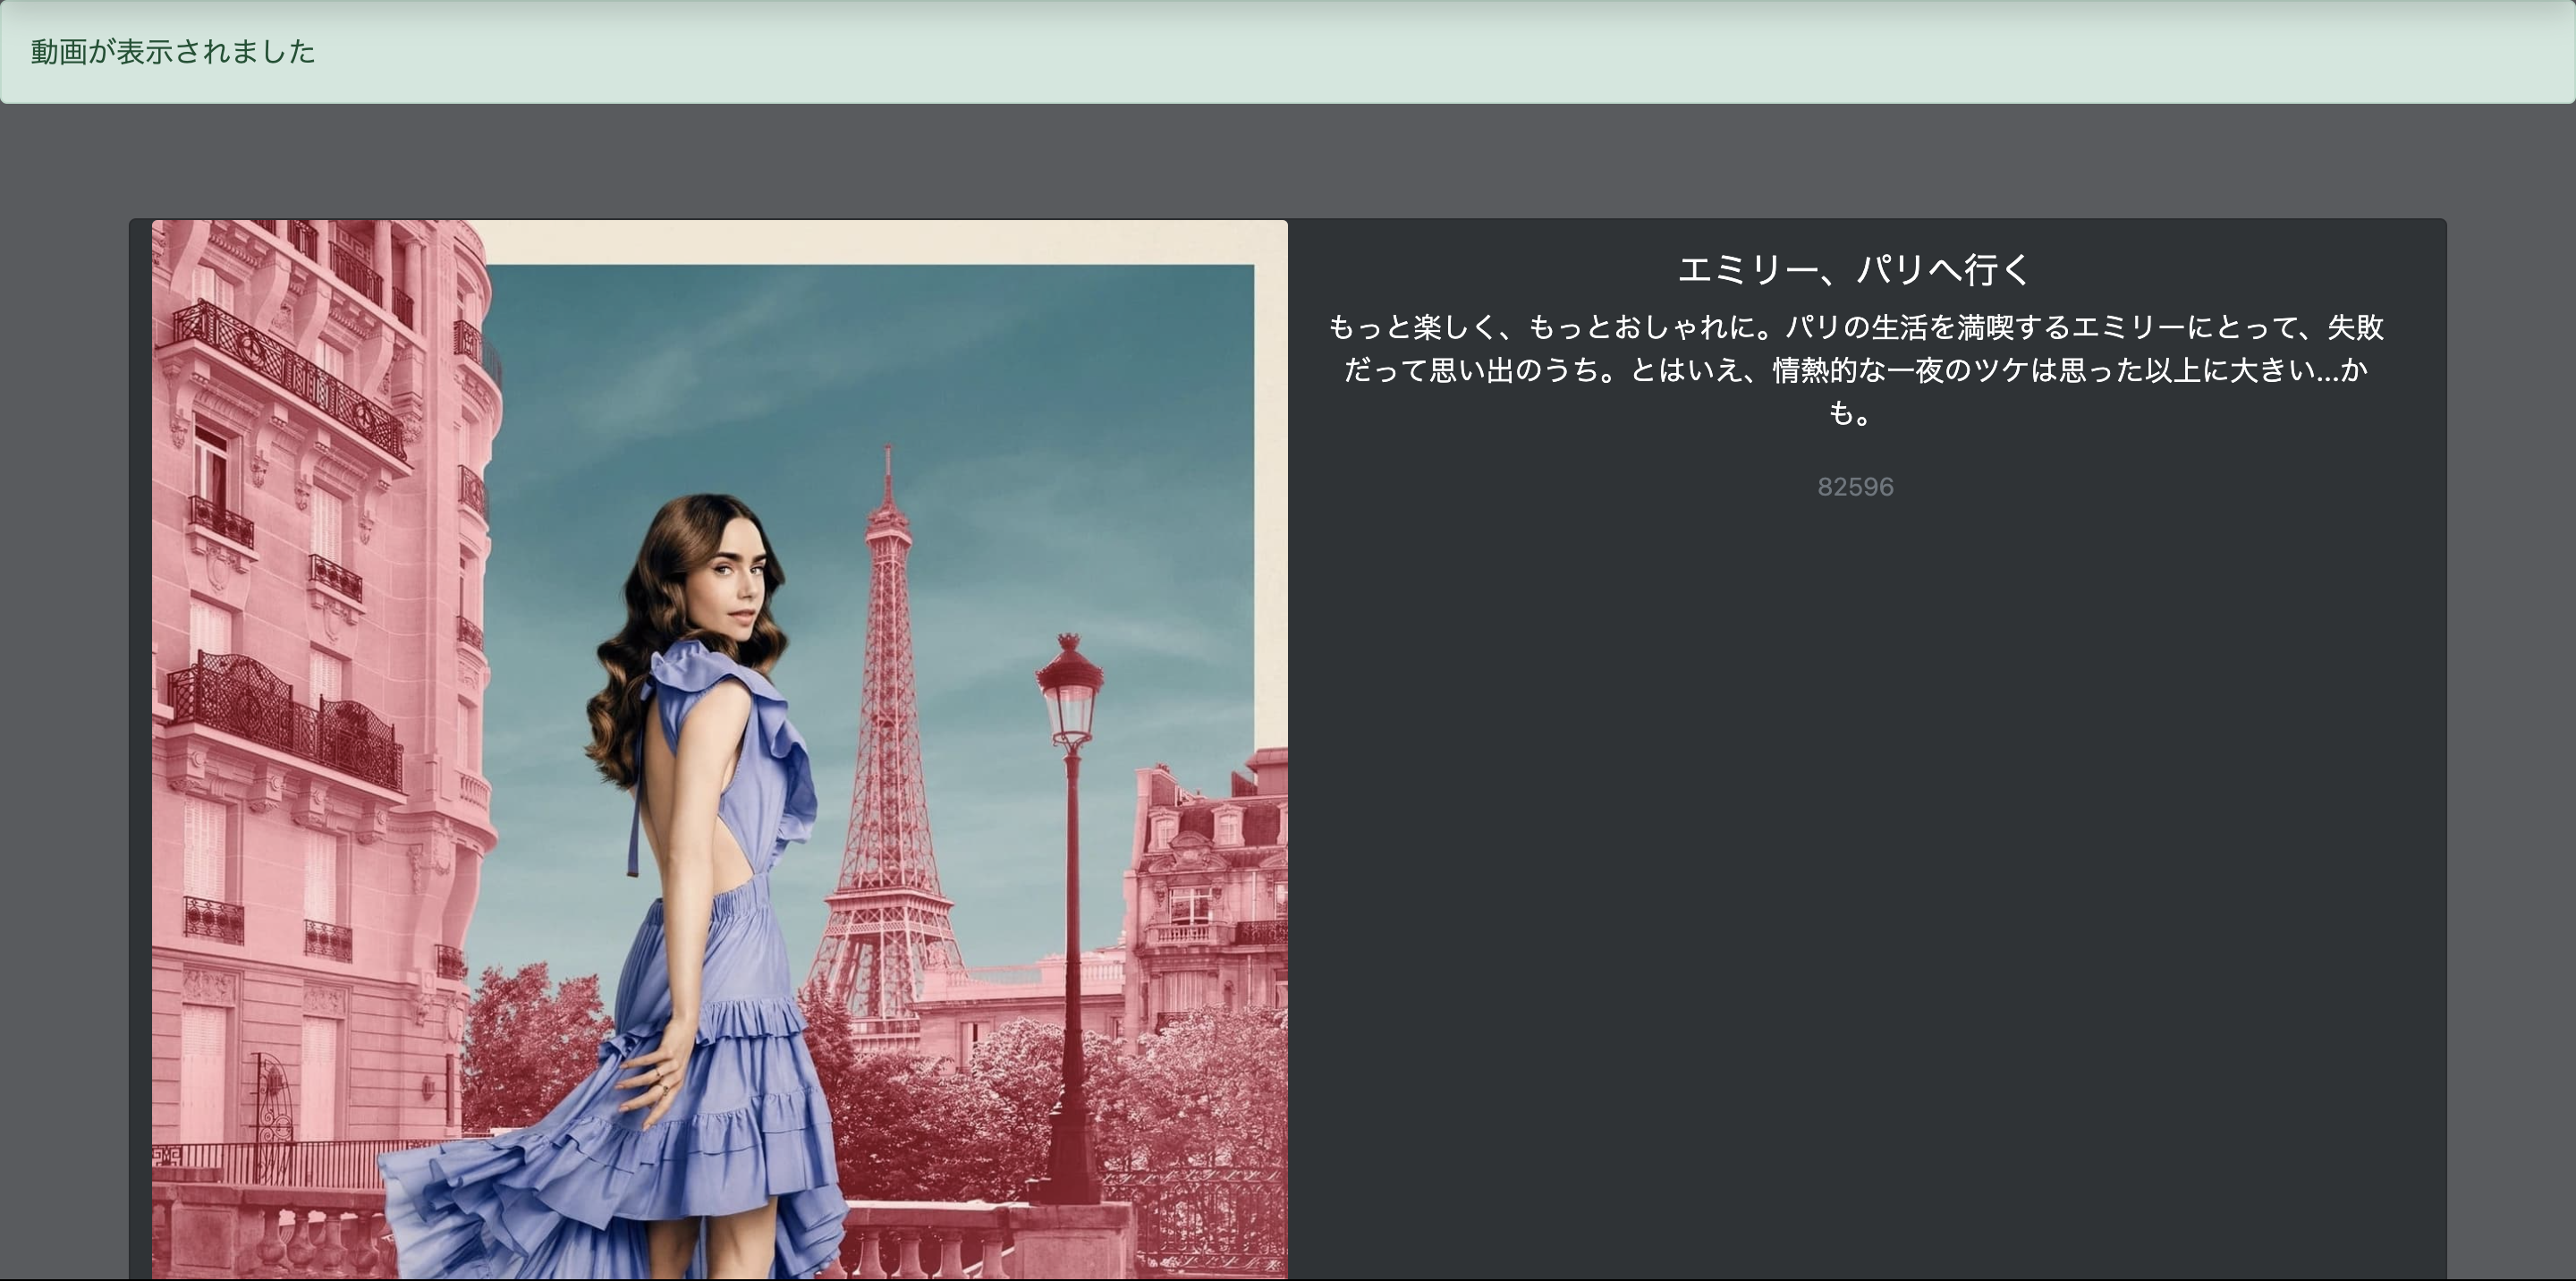 動画が表示されました
エミリー、パリへ行く
もっと楽しく、もっとおしゃれに。パリの生活を満喫するエミリーにとって、失敗
だって思い出のうち。とはいえ、情熱的な一夜のツケは思った以上に大きい...か
も。
82596